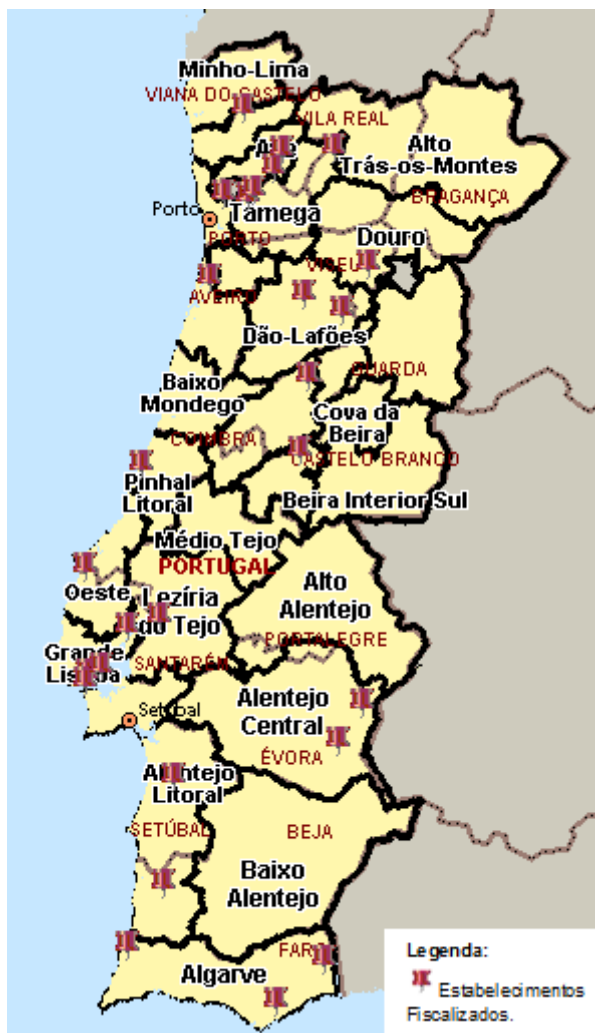 Minho-Lima
VIANA DO CASTELO
VILA REAL
Alto
Trás-os-Montes
BRAGANÇA
Porto
Tâmega
PORTO
Douro
VISEU
AVEIRO
Dão-Lafões
GUARDA
Baixo
Mondego
Cova da
Beira
COIMBRA
CASTELO BRANCO
Pinhal
Litoral
Beira Interior Sul
Médio Tejo
PORTUGAL
Alto
Alentejo
Oeste
Lezíria
do Tejo
PORTALEGRE
Grande
Lisboa
SANTARÉM
Alentejo
Central
Setúbal
ÉVORA
Alentejo
Litoral
SETÚBAL
BEJA
Baixo
Alentejo
FARO
Algarve
Legenda:
Estabelecimentos
Fiscalizados.